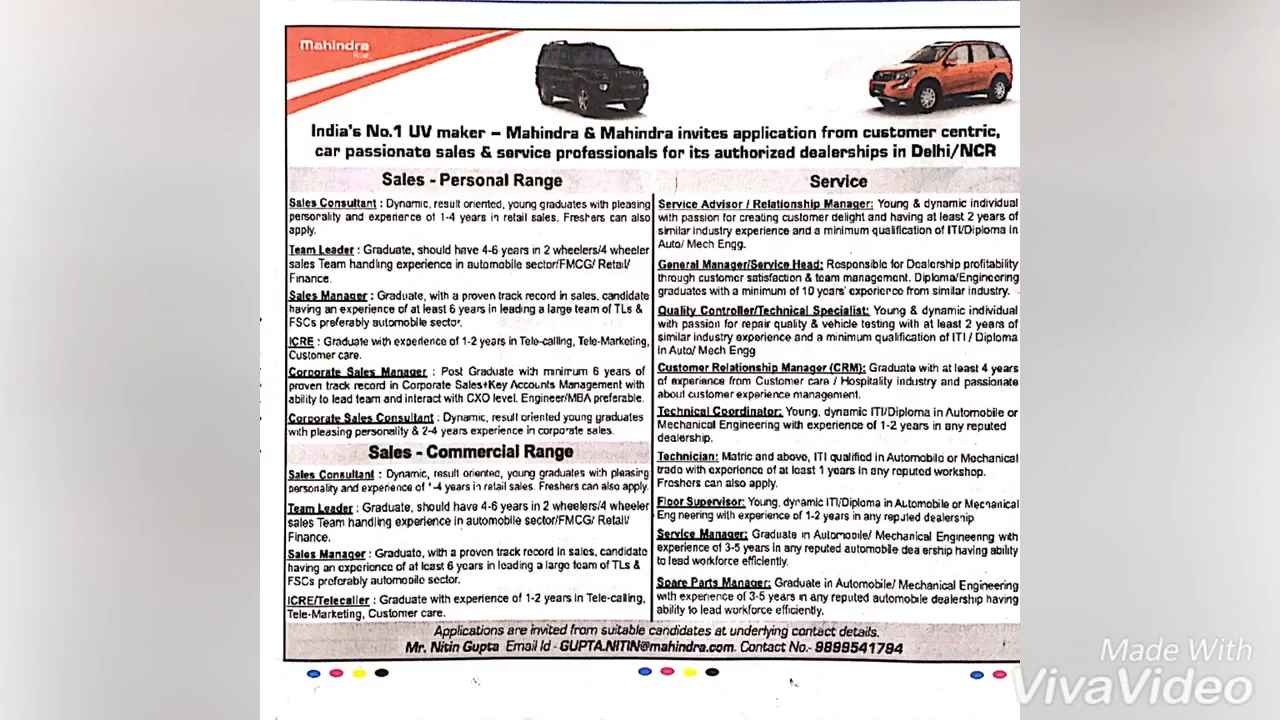 Mahindra
Rise.
India's No.1 UV maker – Mahindra & Mahindra invites application from customer centric,
car passionate sales & service professionals for its authorized dealerships in Delhi/NCR
Sales - Personal Range
Sales Consultant : Dynamic, result oriented, young graduates with pleasing
personality and experience of 1-4 years in retail sales. Freshers can also
apply.
Team Leader : Graduate, should have 4-6 years in 2 wheelers/4 wheeler
sales Team handling experience in automobile sector/FMCG/ Retail/
Finance.
Sales Manager : Graduate, with a proven track record in sales, candidate
having an experience of at least 6 years in leading a large team of TLs &
FSCs preferably automobile sector.
ICRE : Graduate with experience of 1-2 years in Tele-calling, Tele-Marketing,
Customer care.
Corporate Sales Manager : Post Graduate with minimum 6 years of
proven track record in Corporate Sales+Key Accounts Management with
ability to lead team and interact with CXO level. Engineer/MBA preferable.
Corporate Sales Consultant : Dynamic, result oriented young graduates
with pleasing personality & 2-4 years experience in corporate sales.
Sales - Commercial Range
Sales Consultant : Dynamic, result oriented, young graduates with pleasing
personality and experience of 1-4 years in retail sales. Freshers can also apply.
Team Leader : Graduate, should have 4-6 years in 2 wheelers/4 wheeler
sales Team handling experience in automobile sector/FMCG/ Retail/
Finance.
Sales Manager : Graduate, with a proven track record in sales, candidate
having an experience of at least 6 years in leading a large team of TLs &
FSCs preferably automobile sector.
ICRE/Telecaller : Graduate with experience of 1-2 years in Tele-calling,
Tele-Marketing, Customer care.
Service
Service Advisor / Relationship Manager: Young & dynamic individual
with passion for creating customer delight and having at least 2 years of
similar industry experience and a minimum qualification of ITI/Diploma In
Auto/ Mech Engg.
General Manager/Service Head: Responsible for Dealership profitability
through customer satisfaction & team management. Diploma/Engineering
graduates with a minimum of 10 years' experience from similar industry.
Quality Controller/Technical Specialist: Young & dynamic individual
with passion for repair quality & vehicle testing with at least 2 years of
similar industry experience and a minimum qualification of ITI / Diploma
In Auto/ Mech Engg
Customer Relationship Manager (CRM): Graduate with at least 4 years
of experience from Customer care / Hospitality industry and passionate
about customer experience management.
Technical Coordinator: Young, dynamic ITI/Diploma in Automobile or
Mechanical Engineering with experience of 1-2 years in any reputed
dealership.
Technician: Matric and above, ITI qualified in Automobile or Mechanical
trade with experience of at least 1 years in any reputed workshop.
Freshers can also apply.
Floor Supervisor: Young, dynamic ITI/Diploma in Automobile or Mechanical
Engineering with experience of 1-2 years in any reputed dealership
Service Manager: Graduate in Automobile/ Mechanical Engineering with
experience of 3-5 years in any reputed automobile dealership having ability
to lead workforce efficiently.
Spare Parts Manager: Graduate in Automobile/ Mechanical Engineering
with experience of 3-5 years in any reputed automobile dealership having
ability to lead workforce efficiently.
Applications are invited from suitable candidates at underlying contact details.
Mr. Nitin Gupta Email Id - GUPTA.NITIN@mahindra.com. Contact No.- 9899541794
Made With
VivaVideo